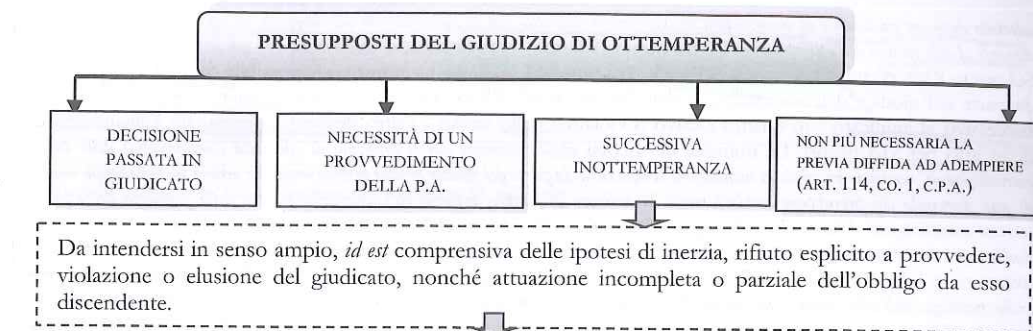 PRESUPPOSTI DEL GIUDIZIO DI OTTEMPERANZA
DECISIONE
PASSATA IN
GIUDICATO
NECESSITÀ DI UN
PROVVEDIMENTO
DELLA P.A.
SUCCESSIVA
INOTTEMPERANZA
NON PIÙ NECESSARIA LA
PREVIA DIFFIDA AD ADEMPIERE
(ART. 114, CO. 1, C.P.A.)
Da intendersi in senso ampio, id est comprensiva delle ipotesi di inerzia, rifiuto esplicito a provvedere,
violazione o elusione del giudicato, nonché attuazione incompleta o parziale dell'obbligo da esso
discendente.